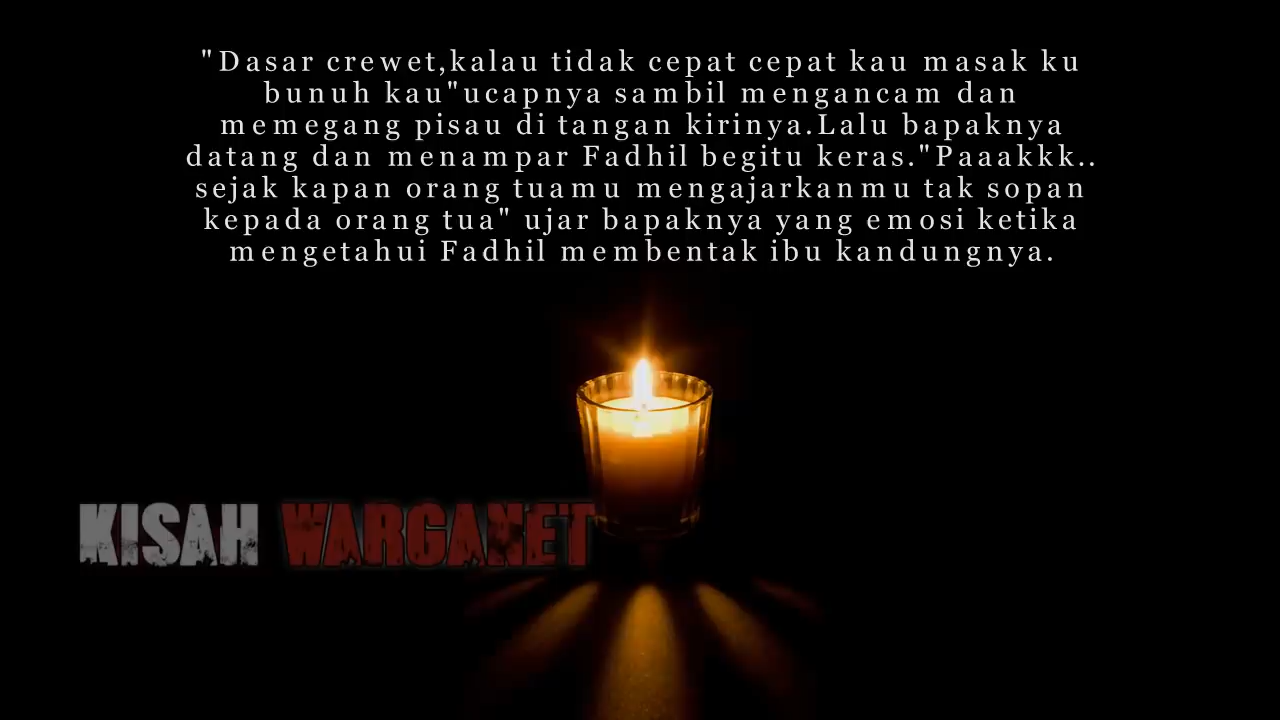 "Dasar crewet,kalau tidak cepat cepat kau masak ku
bunuh kau"ucapnya sambil mengancam dan
memegang pisau di tangan kirinya.Lalu bapaknya
datang dan menampar Fadhil begitu keras."Paaakkk..
sejak kapan orang tuamu mengajarkanmu tak sopan
kepada orang tua" ujar bapaknya yang emosi ketika
mengetahui Fadhil membentak ibu kandungnya.
KISAH WARGANET